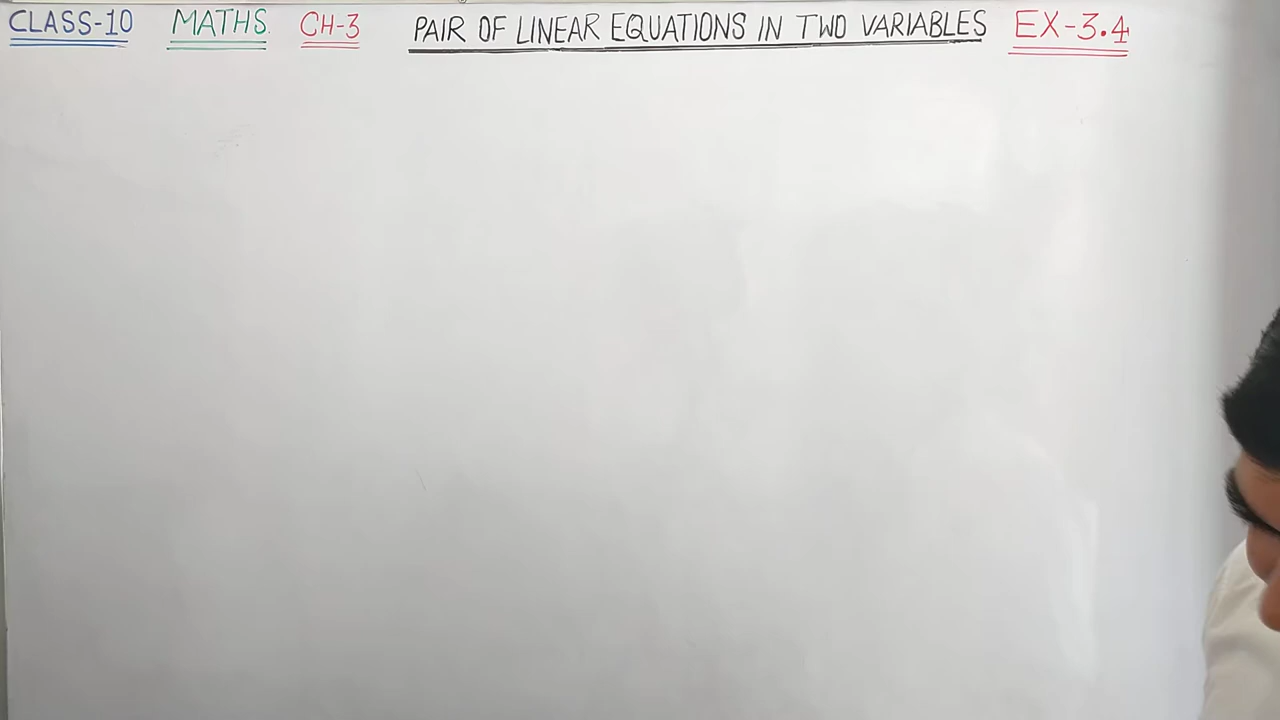 CLASS-10 MATHS. CH-3 PAIR OF LINEAR EQUATIONS IN TWO VARIABLES EX-3.4